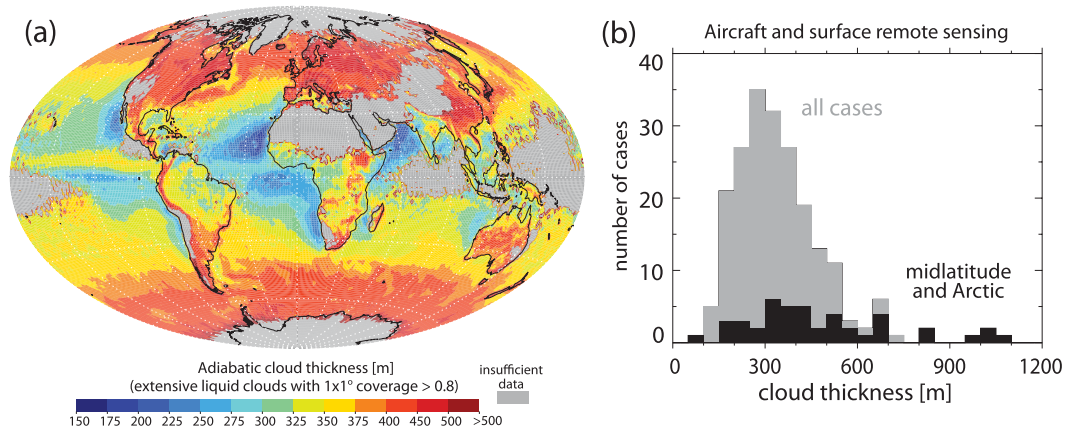 (a)
Adiabatic cloud thickness [m]
(extensive liquid clouds with 1x1° coverage > 0.8)
insufficient
data
150 175 200 225 250 275 325 350 375 400 450 500 >500
(b)
Aircraft and surface remote sensing
all cases
midlatitude
and Arctic
number of cases
40
30
20
10
0
0 300 600 900 1200
cloud thickness [m]